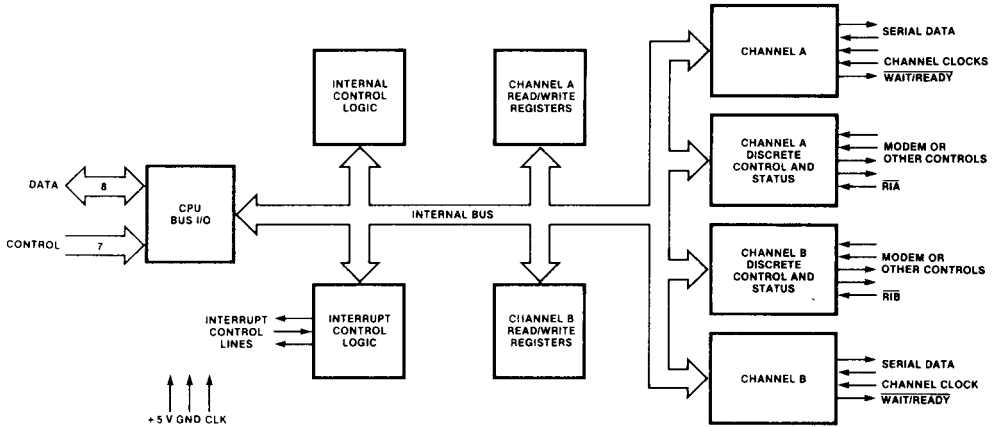 INTERNAL
CONTROL
LOGIC
CHANNEL A
READ/WRITE
REGISTERS
CHANNEL A
SERIAL DATA
CHANNEL CLOCKS
WAIT/READY
CHANNEL A
DISCRETE
CONTROL AND
STATUS
MODEM OR
OTHER CONTROLS
RIA
DATA
8
CONTROL
7
CPU
BUS I/O
INTERNAL BUS
CHANNEL B
DISCRETE
CONTROL AND
STATUS
MODEM OR
OTHER CONTROLS
RIB
INTERRUPT
CONTROL
LINES
INTERRUPT
CONTROL
LOGIC
CHANNEL B
READ/WRITE
REGISTERS
CHANNEL B
SERIAL DATA
CHANNEL CLOCK
WAIT/READY
+5 V GND CLK